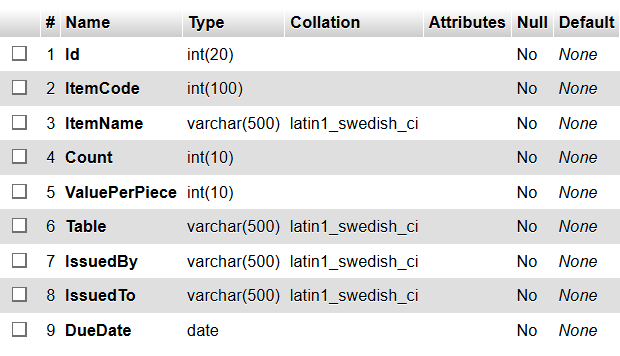 # Name Type Collation Attributes Null Default
1 Id int(20) No None
2 ItemCode int(100) No None
3 ItemName varchar(500) latin1_swedish_ci No None
4 Count int(10) No None
5 ValuePerPiece int(10) No None
6 Table varchar(500) latin1_swedish_ci No None
7 IssuedBy varchar(500) latin1_swedish_ci No None
8 IssuedTo varchar(500) latin1_swedish_ci No None
9 DueDate date No None